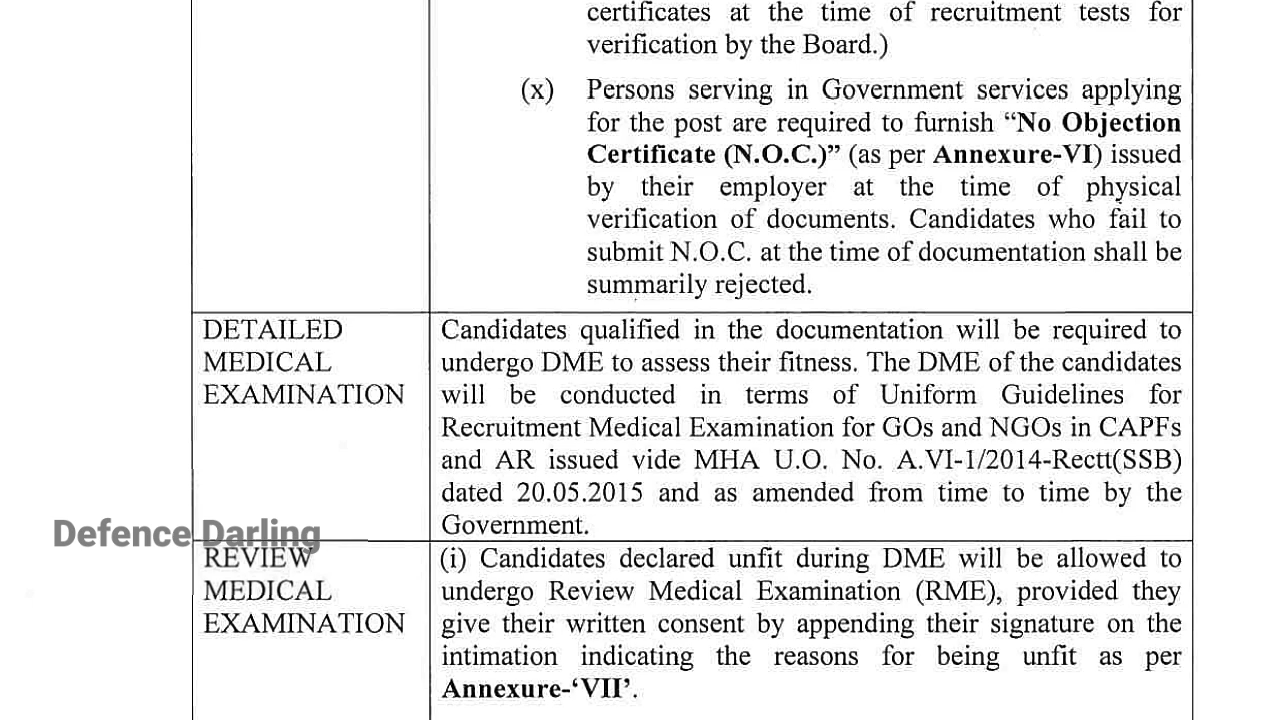 certificates at the time of recruitment tests for
verification by the Board.)
(x) Persons serving in Government services applying
for the post are required to furnish “No Objection
Certificate (N.O.C.)” (as per Annexure-VI) issued
by their employer at the time of physical
verification of documents. Candidates who fail to
submit N.O.C. at the time of documentation shall be
summarily rejected.
DETAILED
MEDICAL
EXAMINATION
Candidates qualified in the documentation will be required to
undergo DME to assess their fitness. The DME of the candidates
will be conducted in terms of Uniform Guidelines for
Recruitment Medical Examination for GOs and NGOs in CAPFs
and AR issued vide MHA U.O. No. A.VI-1/2014-Rectt(SSB)
dated 20.05.2015 and as amended from time to time by the
Government.
Defence Darling
REVIEW
MEDICAL
EXAMINATION
(i) Candidates declared unfit during DME will be allowed to
undergo Review Medical Examination (RME), provided they
give their written consent by appending their signature on the
intimation indicating the reasons for being unfit as per
Annexure-‘VII’.